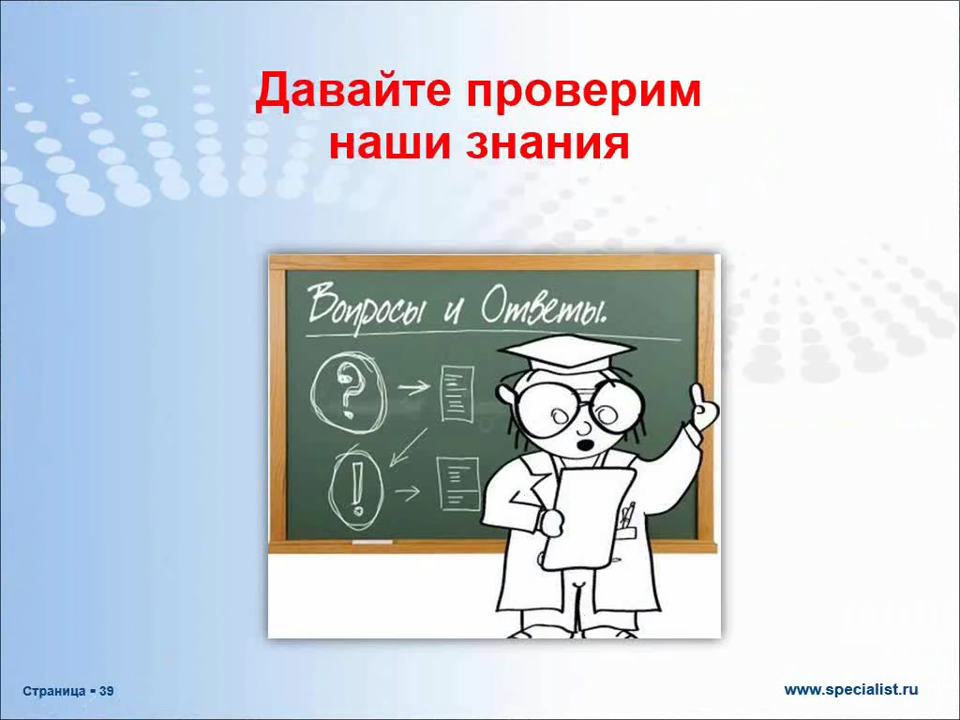 Давайте проверим
наши знания
Вопросы и Ответы.
?
!
Страница ▪ 39
www.specialist.ru